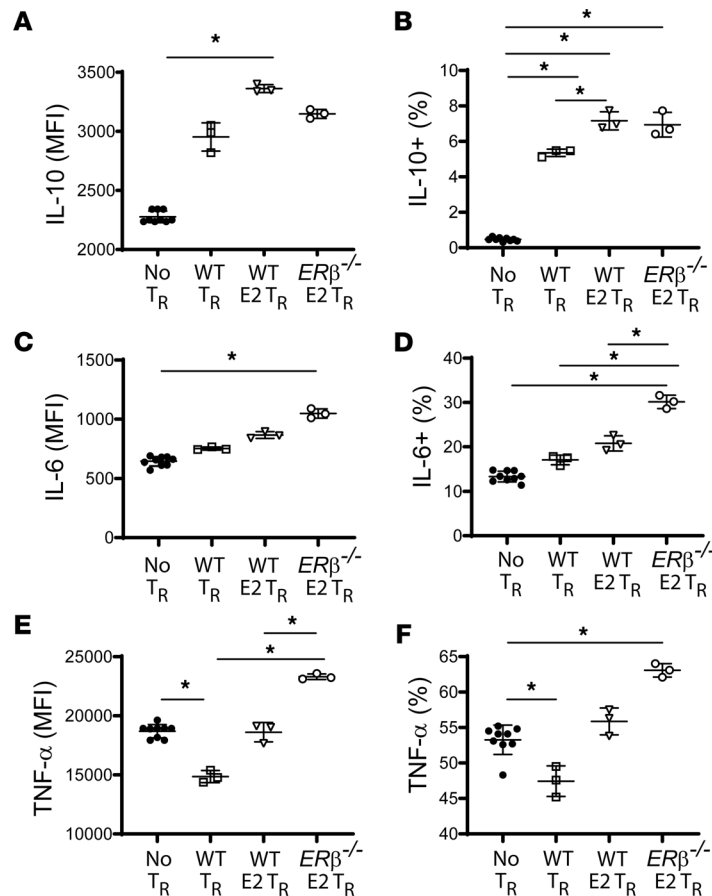 A
*
IL-10 (MFI)
3500
3000
2500
2000
No WT WT ERβ-/-
TR TR E2 TR E2 TR
B
*
*
*
*
IL-10+ (%)
10
8
6
4
2
0
No WT WT ERβ-/-
TR TR E2 TR E2 TR
C
*
IL-6 (MFI)
1500
1000
500
0
No WT WT ERβ-/-
TR TR E2 TR E2 TR
D
*
*
*
IL-6+ (%)
40
30
20
10
0
No WT WT ERβ-/-
TR TR E2 TR E2 TR
E
*
*
*
TNF-α (MFI)
25000
20000
15000
10000
No WT WT ERβ-/-
TR TR E2 TR E2 TR
F
*
*
TNF-α (%)
65
60
55
50
45
40
No WT WT ERβ-/-
TR TR E2 TR E2 TR